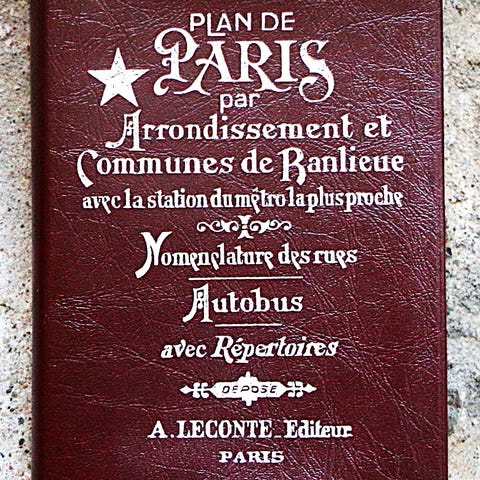 PLAN DE
PARIS
par
Arrondissement et
Communes de Banlieue
avec la station du métro la plus proche
Nomenclature des rues
Autobus
avec Répertoires
DÉPOSÉ
A. LECONTE Editeur
PARIS